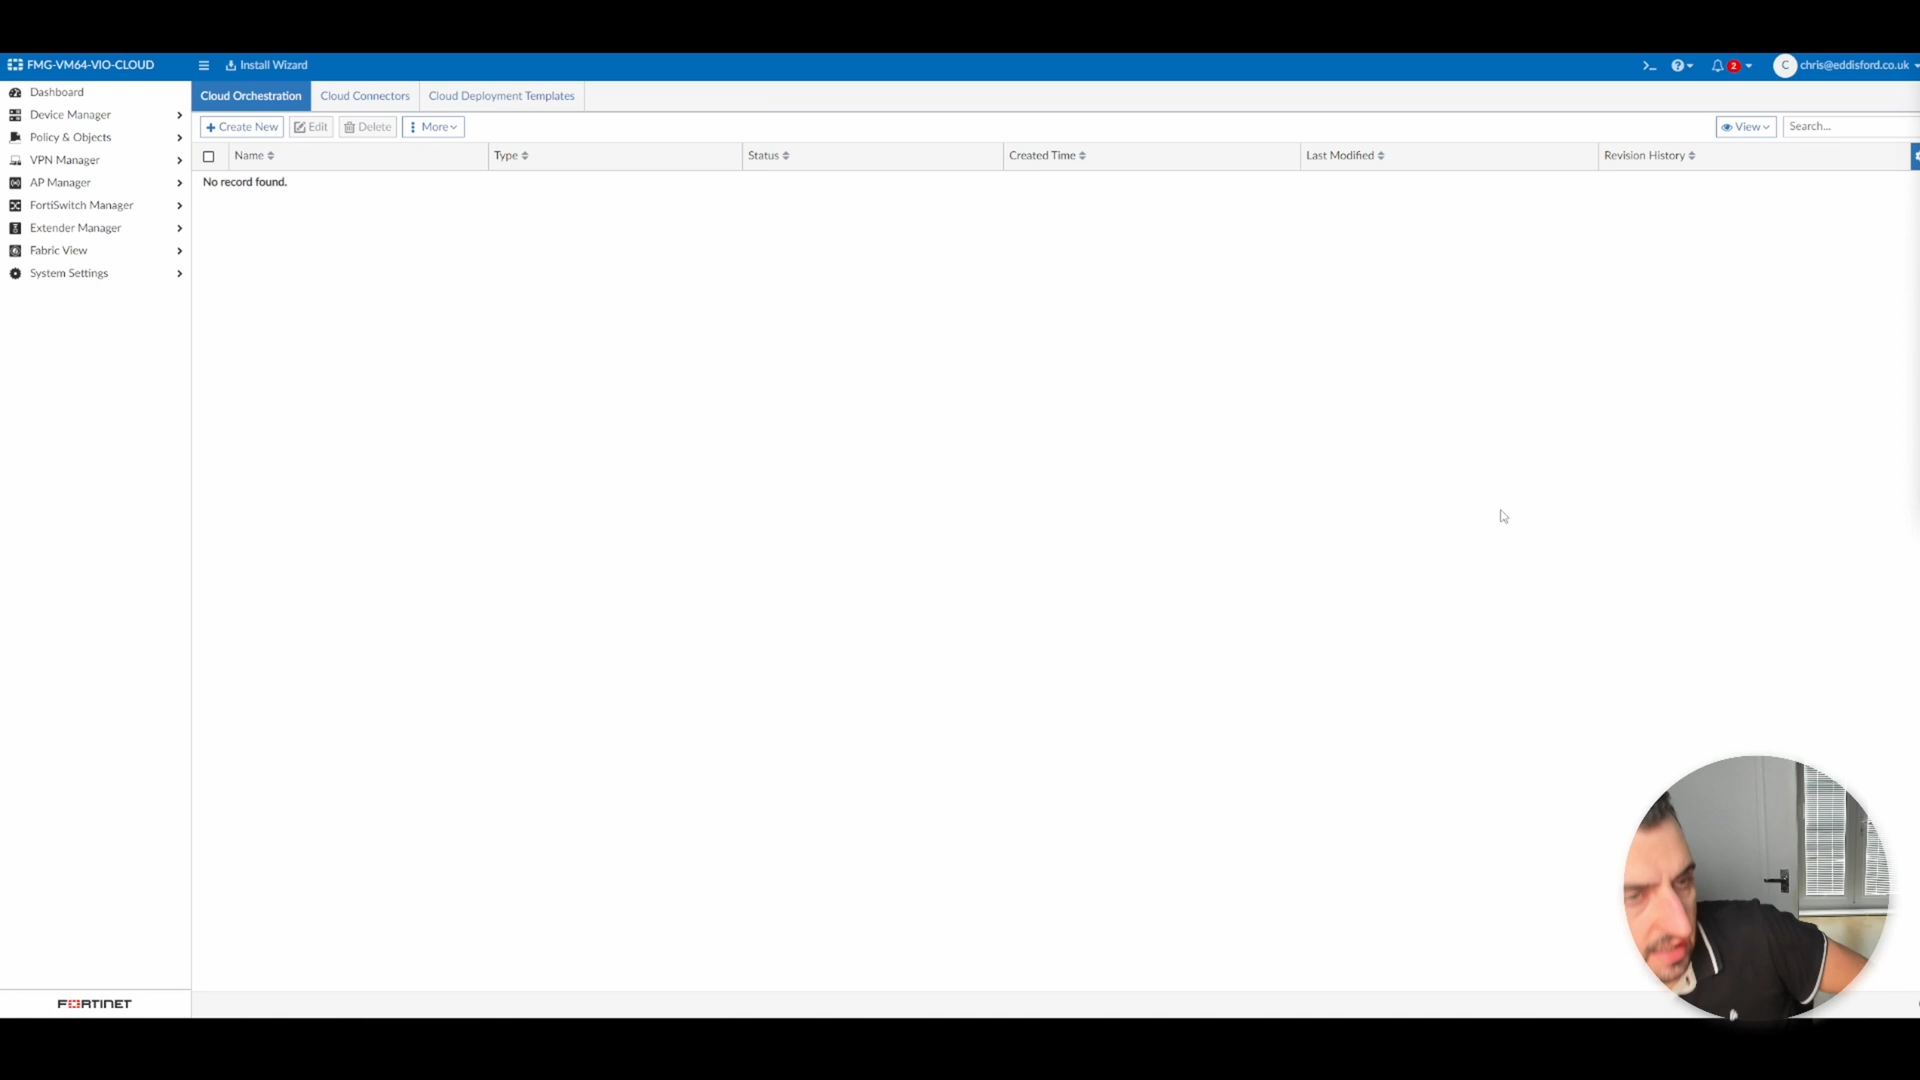 FMG-VM64-VIO-CLOUD
Install Wizard
2
C
chris@eddisford.co.uk
Dashboard
Device Manager
Policy & Objects
VPN Manager
AP Manager
FortiSwitch Manager
Extender Manager
Fabric View
System Settings
Cloud Orchestration
Cloud Connectors
Cloud Deployment Templates
Create New
Edit
Delete
More
View
Search...
Name
Type
Status
Created Time
Last Modified
Revision History
No record found.
FORTINET